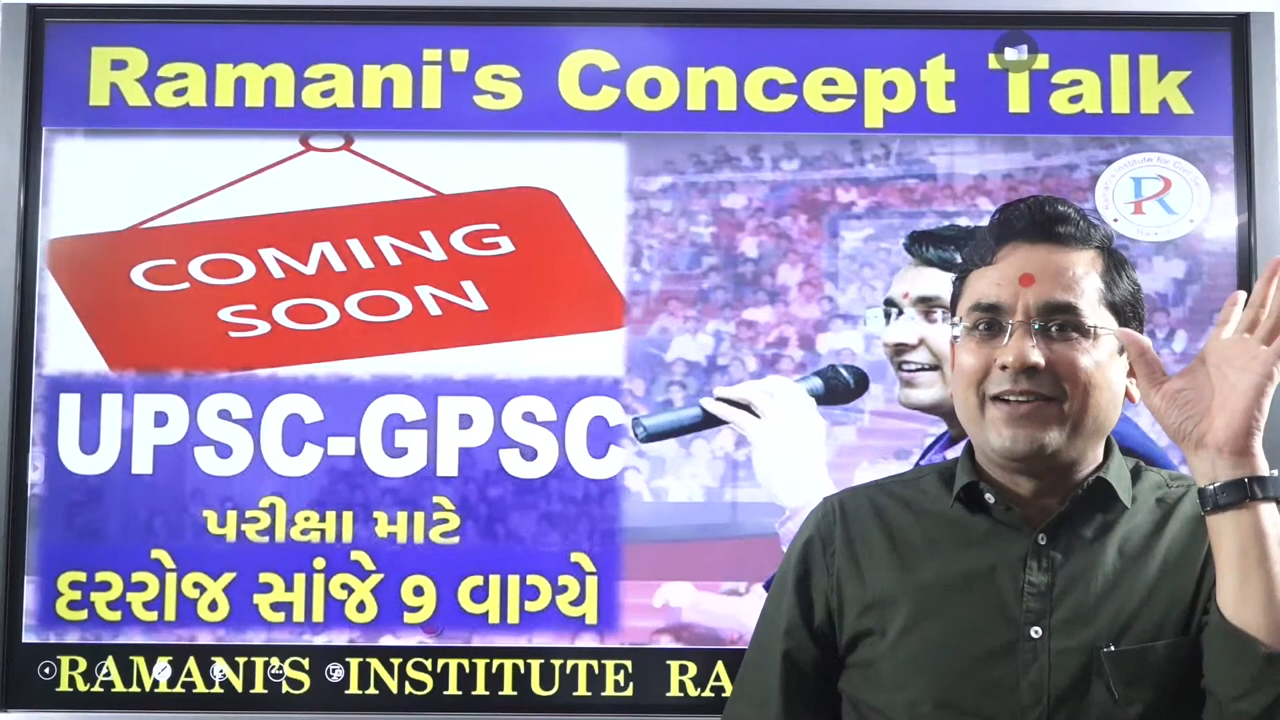 Ramani's Concept Talk
COMING
SOON
UPSC-GPSC
પરીક્ષા માટે
દરરોજ સાંજે 9 વાગ્યે
RAMANI'S INSTITUTE RA